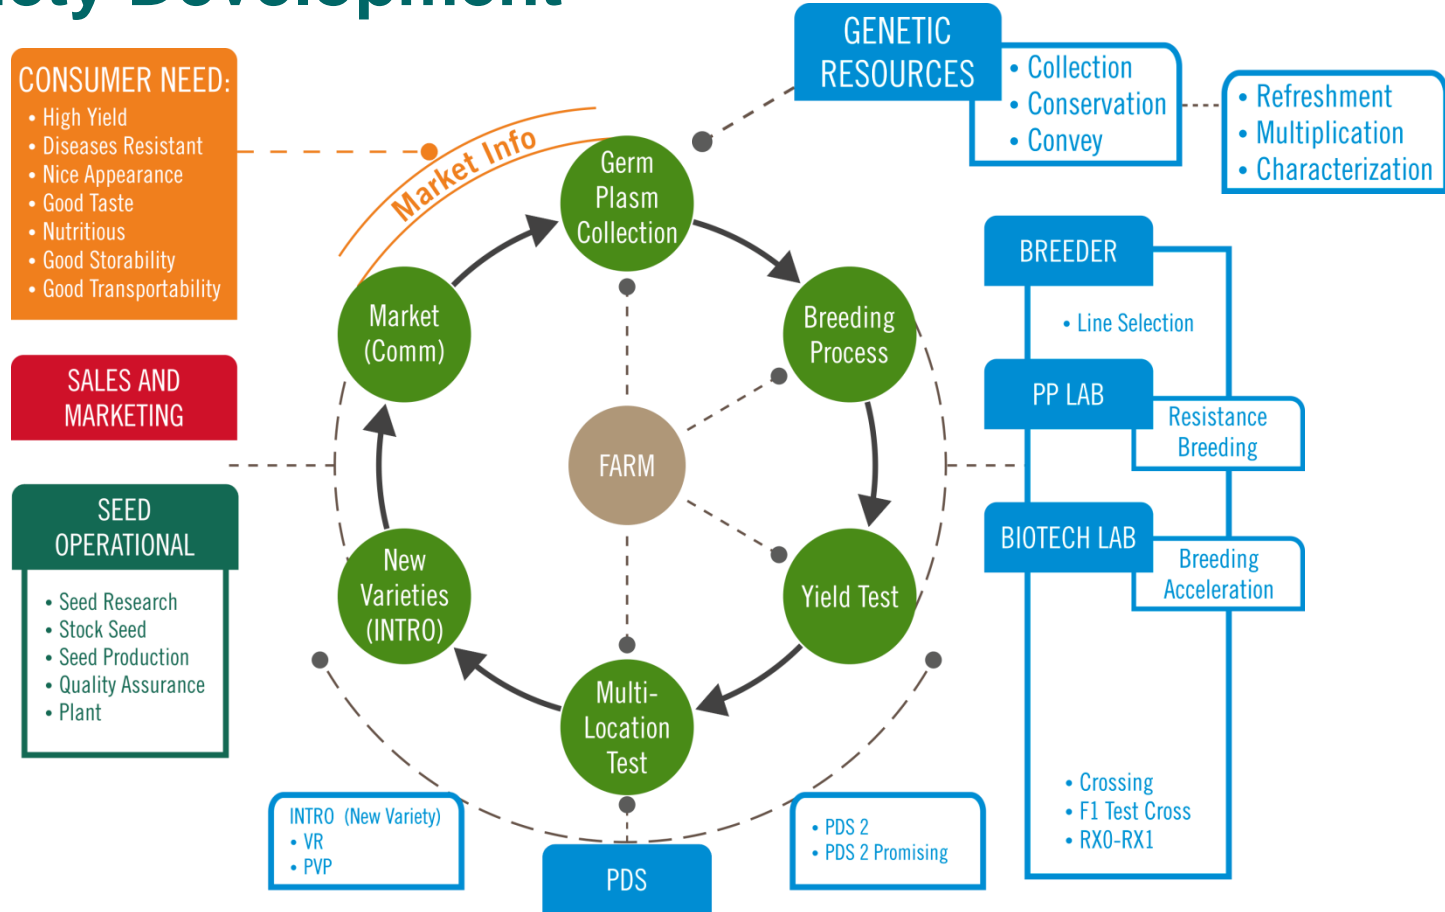 iety Development
CONSUMER NEED:
• High Yield
• Diseases Resistant
• Nice Appearance
• Good Taste
• Nutritious
• Good Storability
• Good Transportability
SALES AND
MARKETING
SEED
OPERATIONAL
• Seed Research
• Stock Seed
• Seed Production
• Quality Assurance
• Plant
Market Info
Germ
Plasm
Collection
Breeding
Process
Yield Test
Multi-
Location
Test
New
Varieties
(INTRO)
Market
(Comm)
FARM
GENETIC
RESOURCES
• Collection
• Conservation
• Convey
• Refreshment
• Multiplication
• Characterization
BREEDER
• Line Selection
PP LAB
Resistance
Breeding
BIOTECH LAB
Breeding
Acceleration
• Crossing
• F1 Test Cross
• RX0-RX1
INTRO (New Variety)
• VR
• PVP
PDS
• PDS 2
• PDS 2 Promising